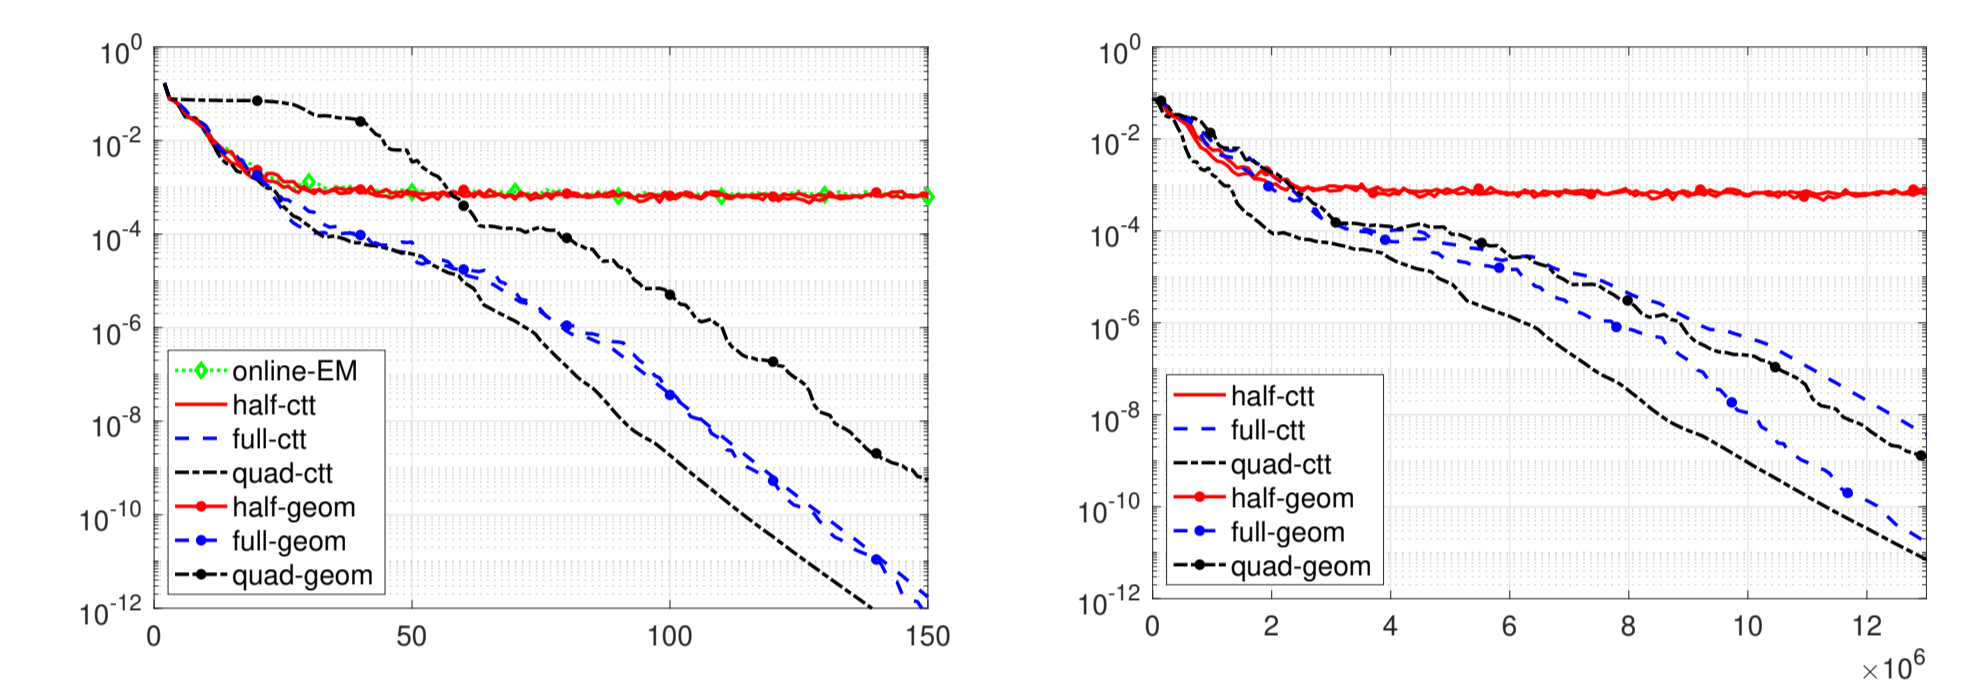 10^0
10^-2
10^-4
10^-6
10^-8
10^-10
10^-12
0 50 100 150
online-EM
half-ctt
full-ctt
quad-ctt
half-geom
full-geom
quad-geom
10^0
10^-2
10^-4
10^-6
10^-8
10^-10
10^-12
0 2 4 6 8 10 12
×10^6
half-ctt
full-ctt
quad-ctt
half-geom
full-geom
quad-geom